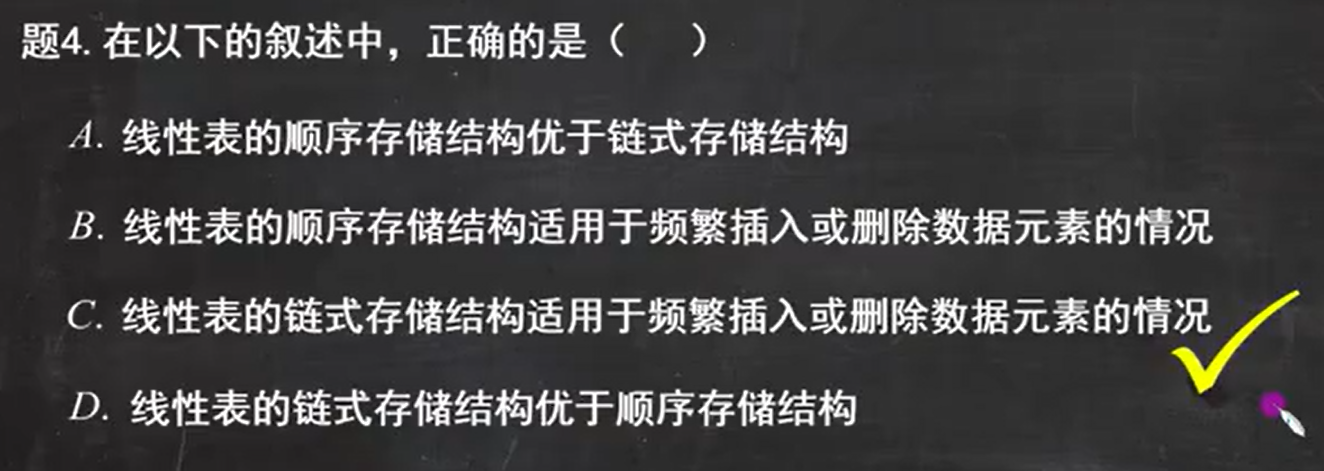 题4. 在以下的叙述中，正确的是（ ）
A. 线性表的顺序存储结构优于链式存储结构
B. 线性表的顺序存储结构适用于频繁插入或删除数据元素的情况
C. 线性表的链式存储结构适用于频繁插入或删除数据元素的情况
D. 线性表的链式存储结构优于顺序存储结构